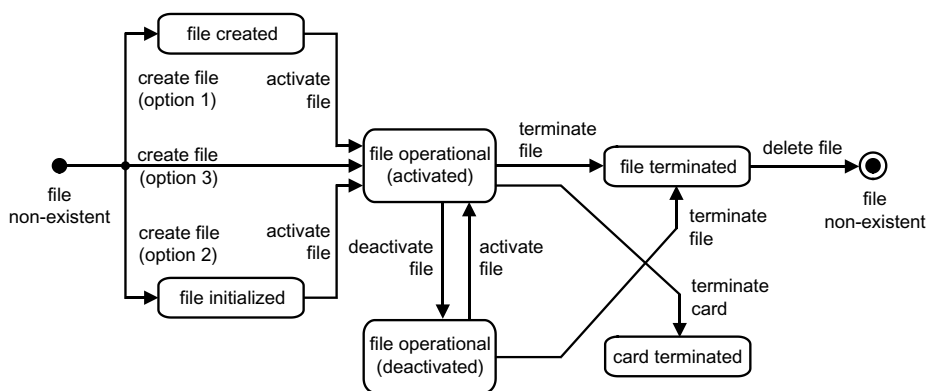 file created
create file
(option 1)
activate
file
create file
(option 3)
file
non-existent
create file
(option 2)
activate
file
file initialized
file operational
(activated)
terminate
file
file terminated
delete file
file
non-existent
deactivate
file
activate
file
terminate
file
terminate
card
file operational
(deactivated)
card terminated